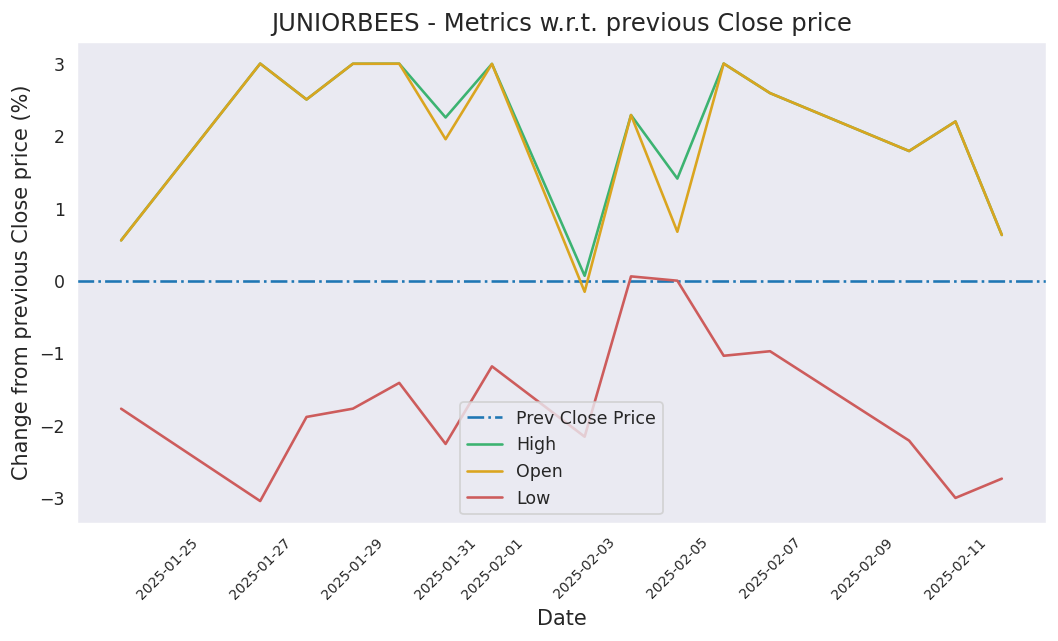 JUNIORBEES - Metrics w.r.t. previous Close price
Change from previous Close price (%)
3
2
1
0
−1
−2
−3
Prev Close Price
High
Open
Low
2025-01-25
2025-01-27
2025-01-29
2025-01-31
2025-02-01
2025-02-03
2025-02-05
2025-02-07
2025-02-09
2025-02-11
Date